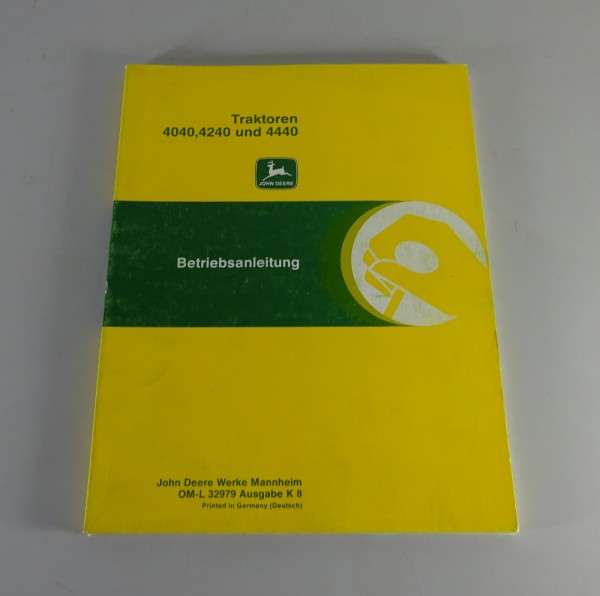 Traktoren
4040,4240 und 4440
JOHN DEERE
Betriebsanleitung
John Deere Werke Mannheim
OM-L 32979 Ausgabe K 8
Printed in Germany (Deutsch)